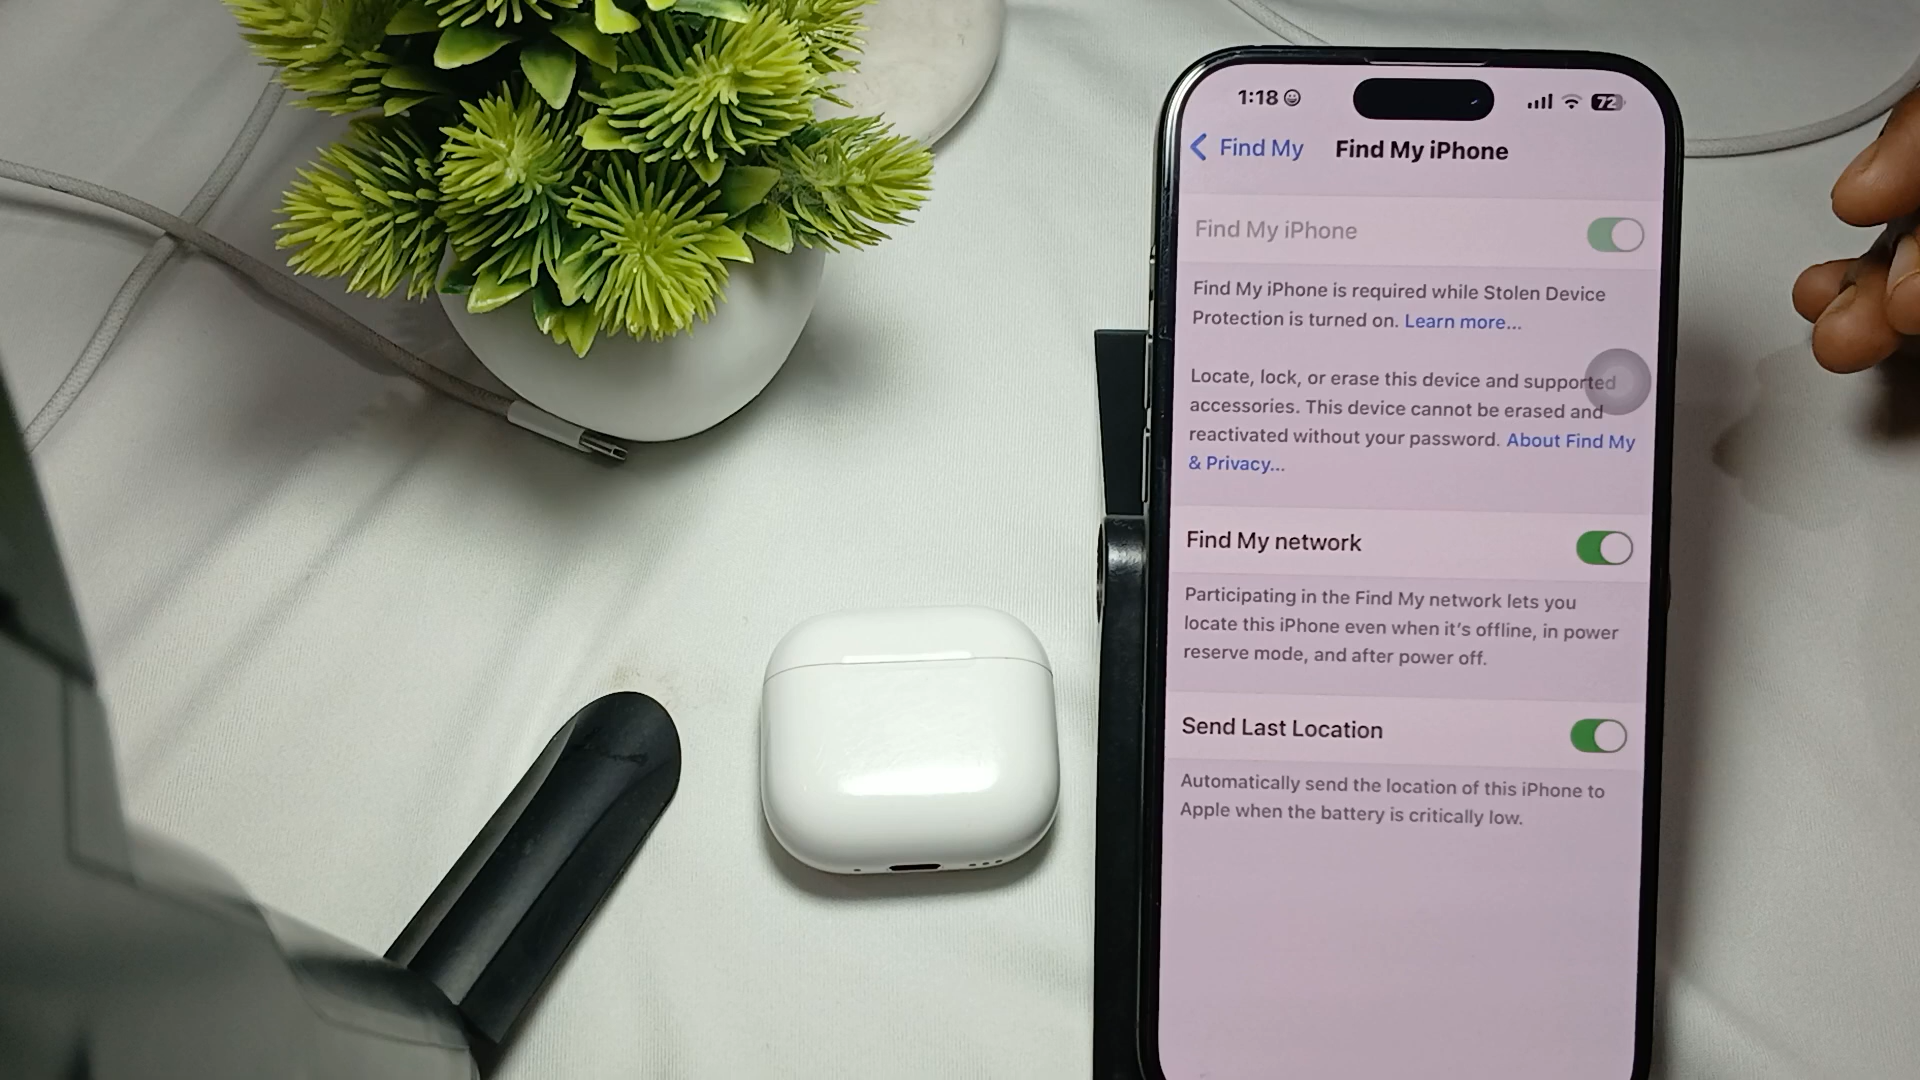 1:18
72
Find My
Find My iPhone
Find My iPhone
Find My iPhone is required while Stolen Device
Protection is turned on. Learn more...
Locate, lock, or erase this device and supported
accessories. This device cannot be erased and
reactivated without your password. About Find My
& Privacy...
Find My network
Participating in the Find My network lets you
locate this iPhone even when it's offline, in power
reserve mode, and after power off.
Send Last Location
Automatically send the location of this iPhone to
Apple when the battery is critically low.